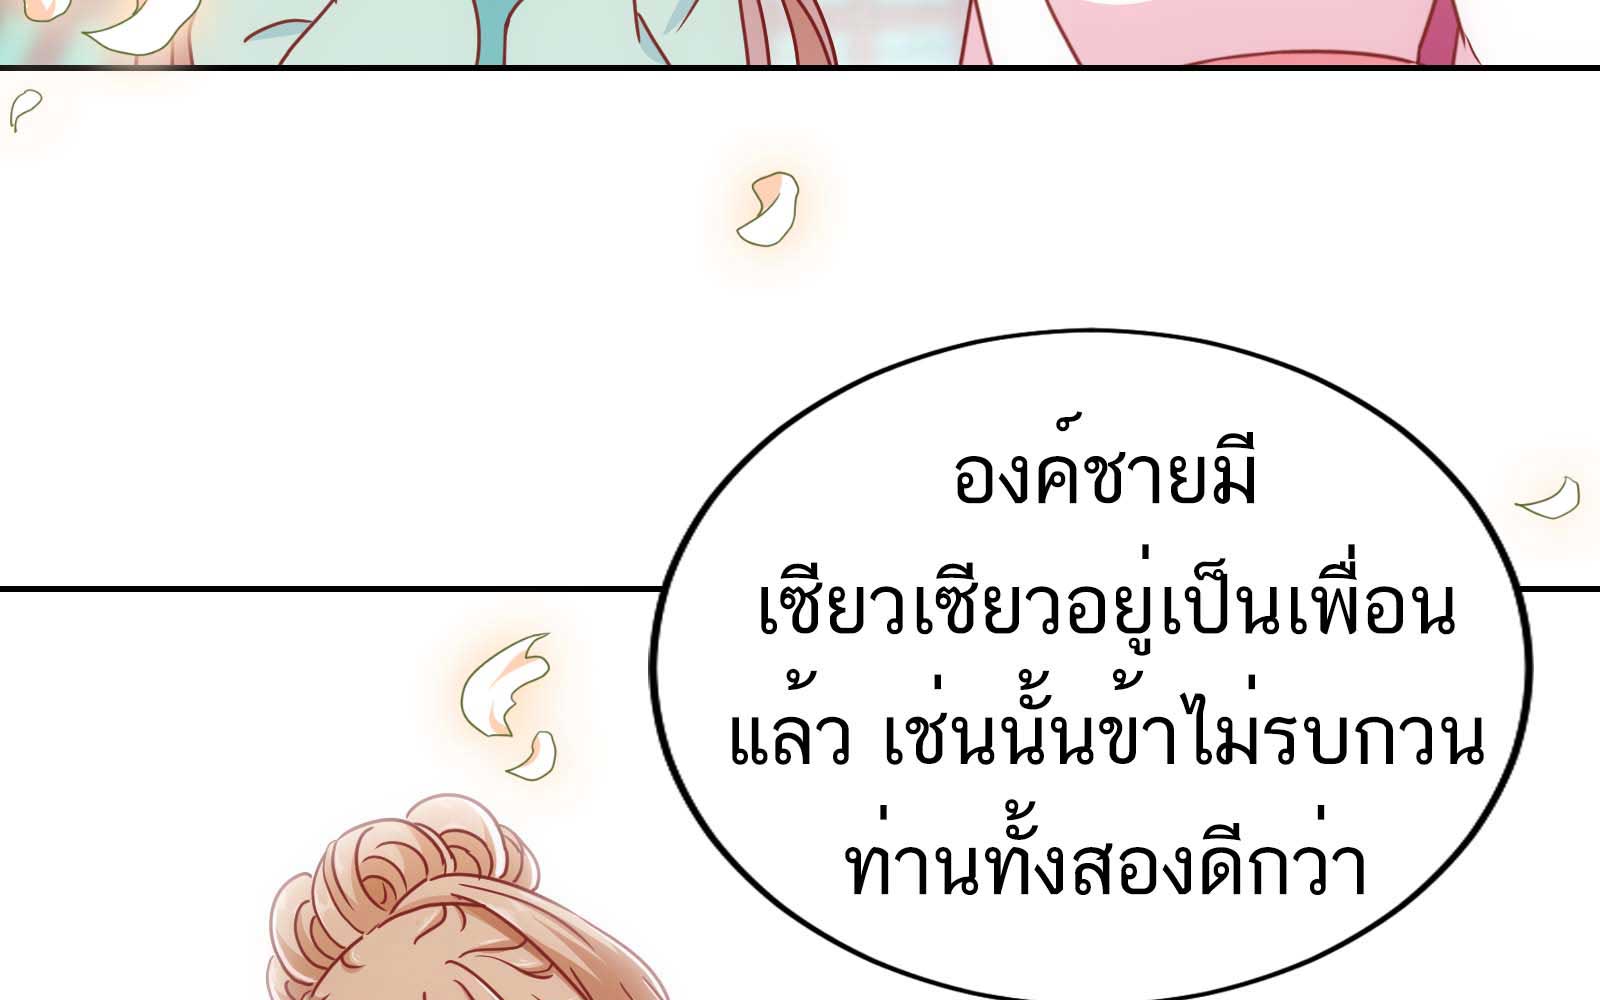 องค์ชายมี
เซียวเซียวอยู่เป็นเพื่อน
แล้ว เช่นนั้นข้าไม่รบกวน
ท่านทั้งสองดีกว่า